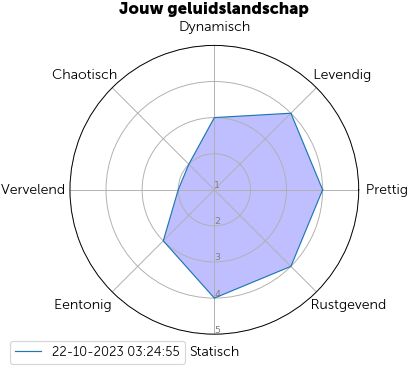 Jouw geluidslandschap
Dynamisch
Chaotisch
Levendig
Vervelend
1
Prettig
2
3
4
Eentonig
Rustgevend
5
22-10-2023 03:24:55
Statisch